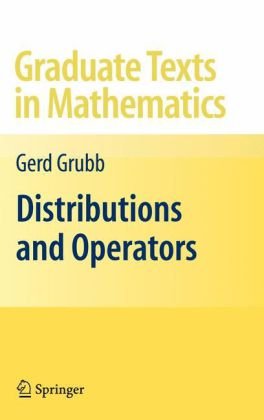 Graduate Texts
in Mathematics
Gerd Grubb
Distributions
and Operators
Springer